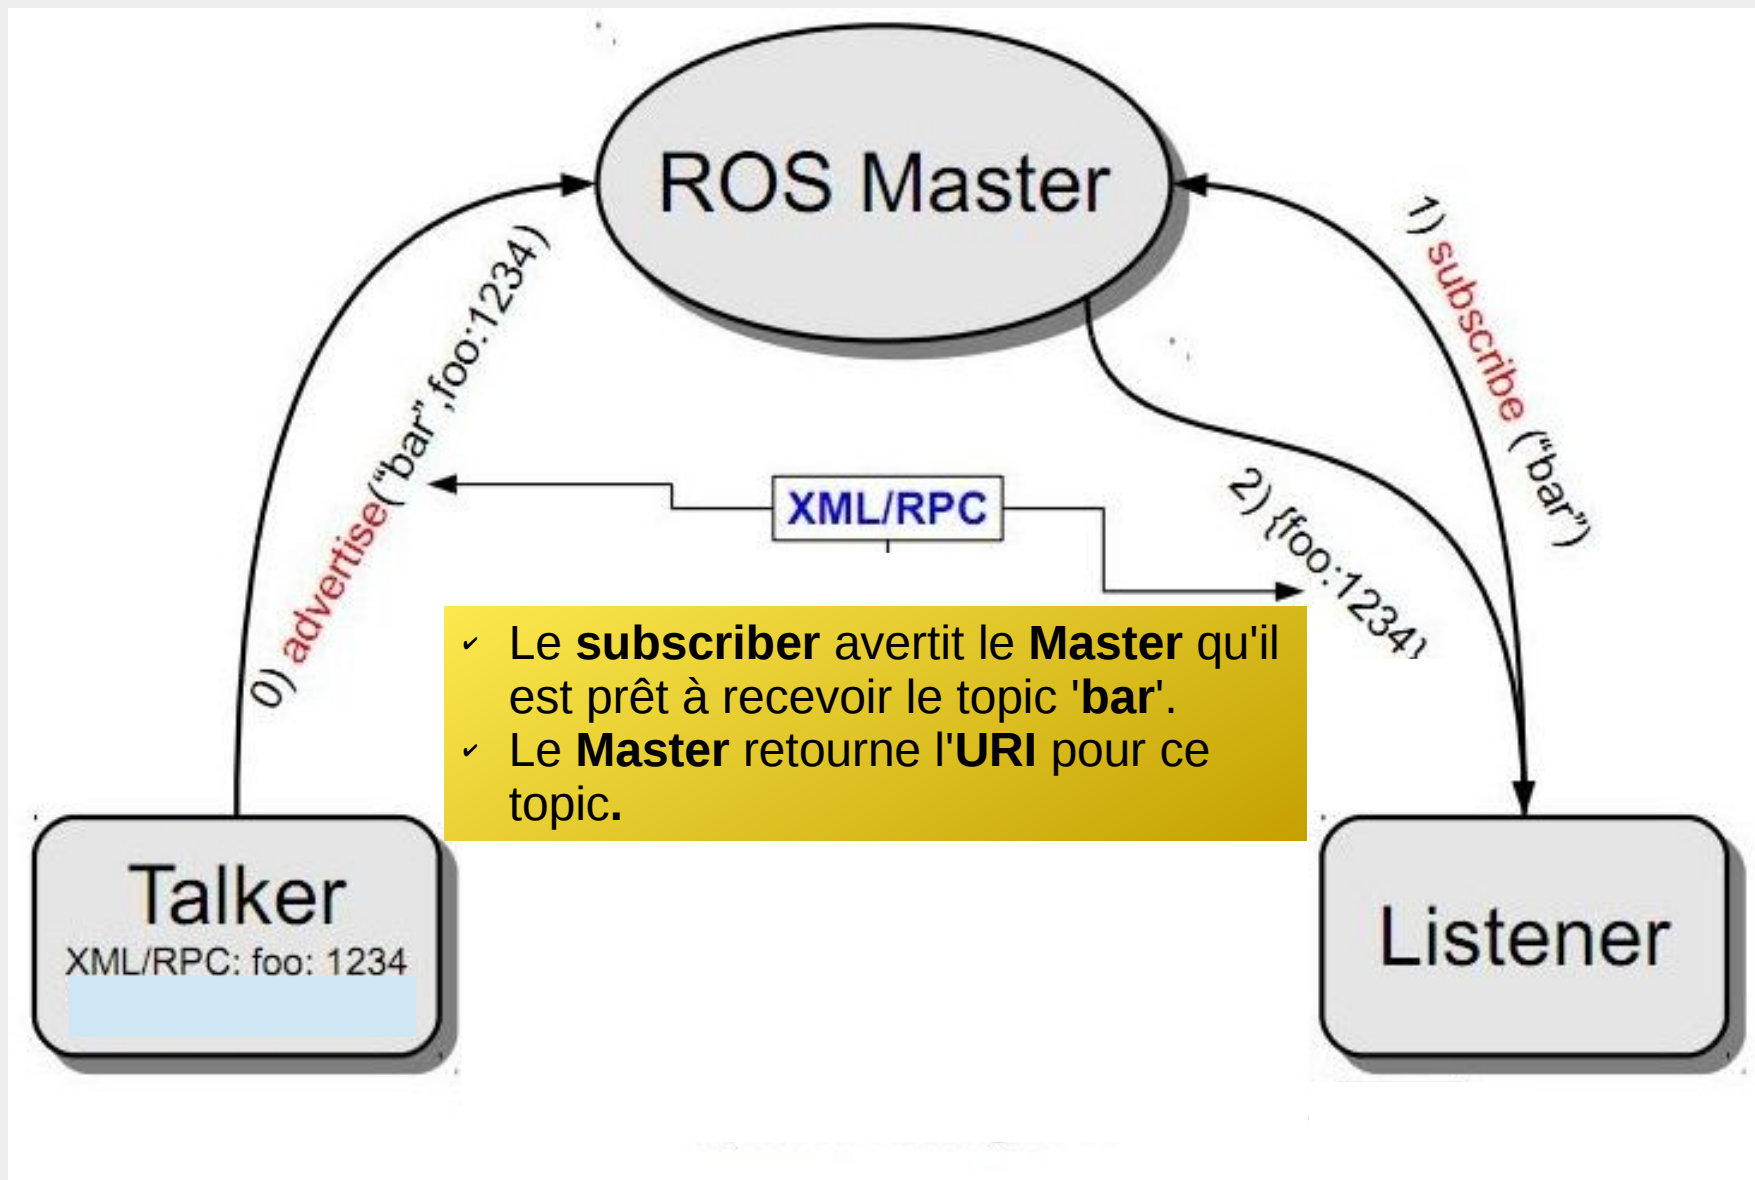 ROS Master
0) advertise(“bar”,foo:1234)
1) subscribe (“bar”)
XML/RPC
2) {foo:1234}
✔ Le subscriber avertit le Master qu'il
est prêt à recevoir le topic 'bar'.
✔ Le Master retourne l'URI pour ce
topic.
Talker
XML/RPC: foo: 1234
Listener